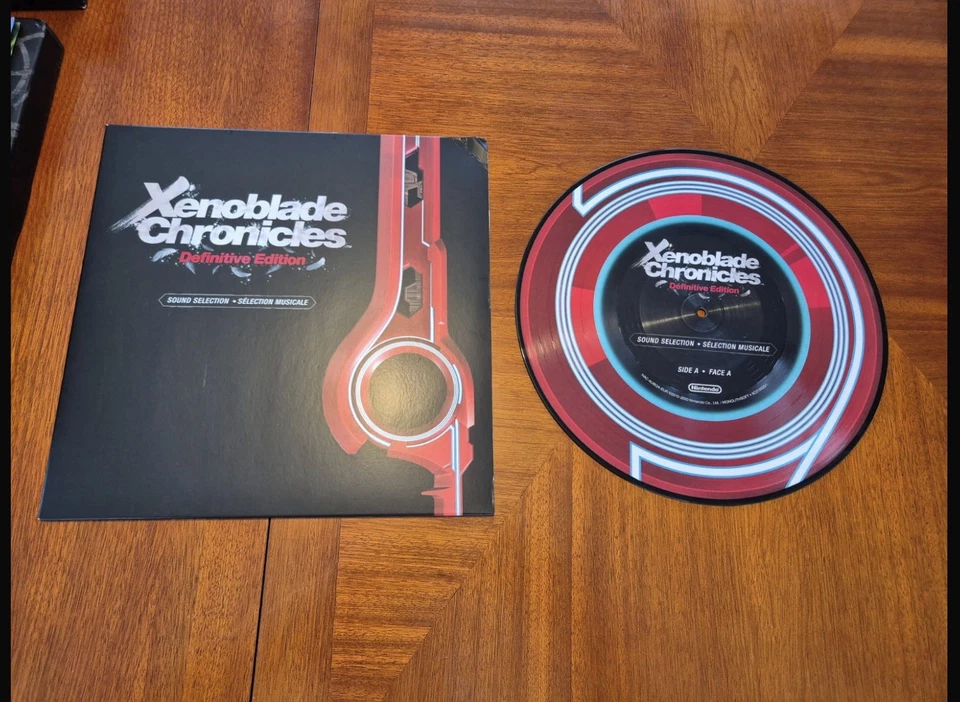 Xenoblade
Chronicles
Definitive Edition
SOUND SELECTION • SÉLECTION MUSICALE
Xenoblade
Chronicles
Definitive Edition
SOUND SELECTION • SÉLECTION MUSICALE
SIDE A • FACE A
Nintendo